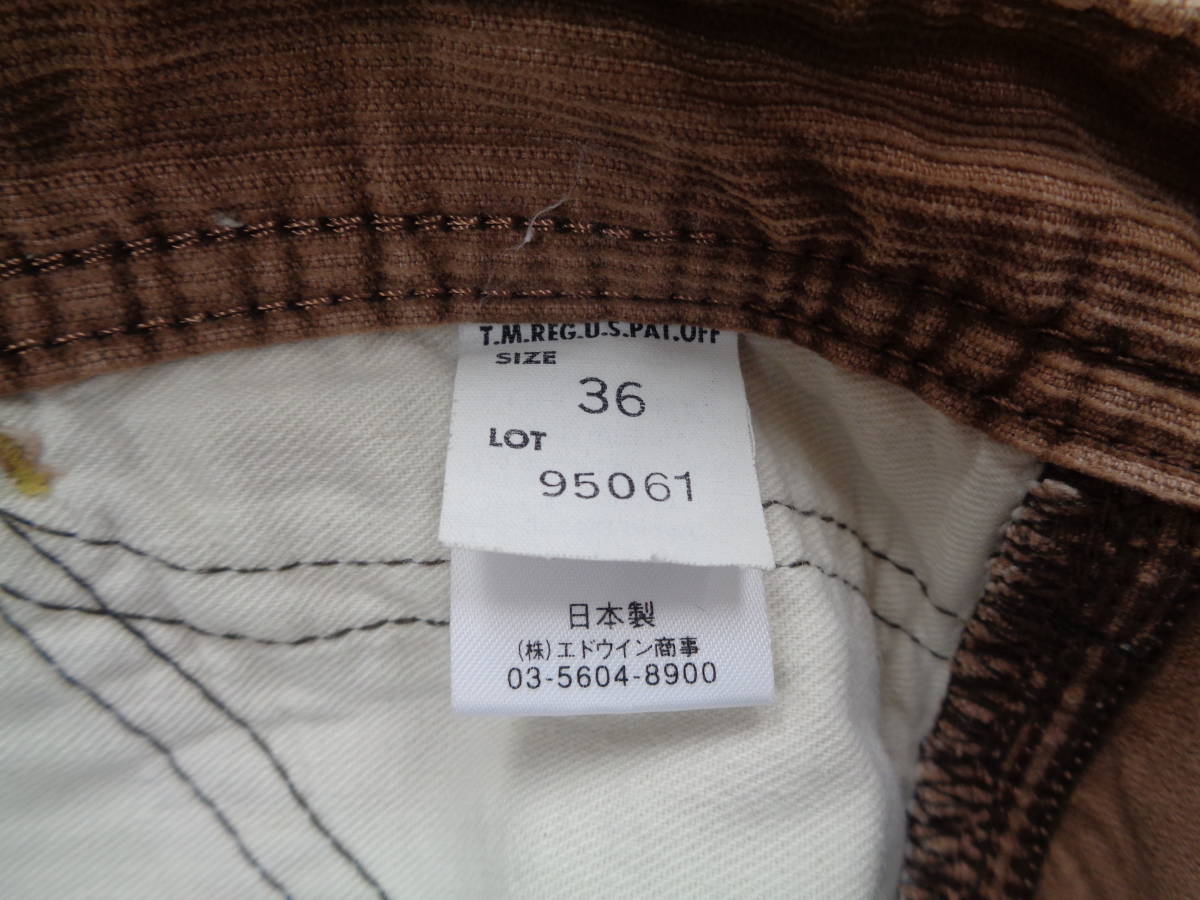 T.M.REG.U.S.PAT.OFF
SIZE
36
LOT
95061
日本製
(株)エドウイン商事
03-5604-8900